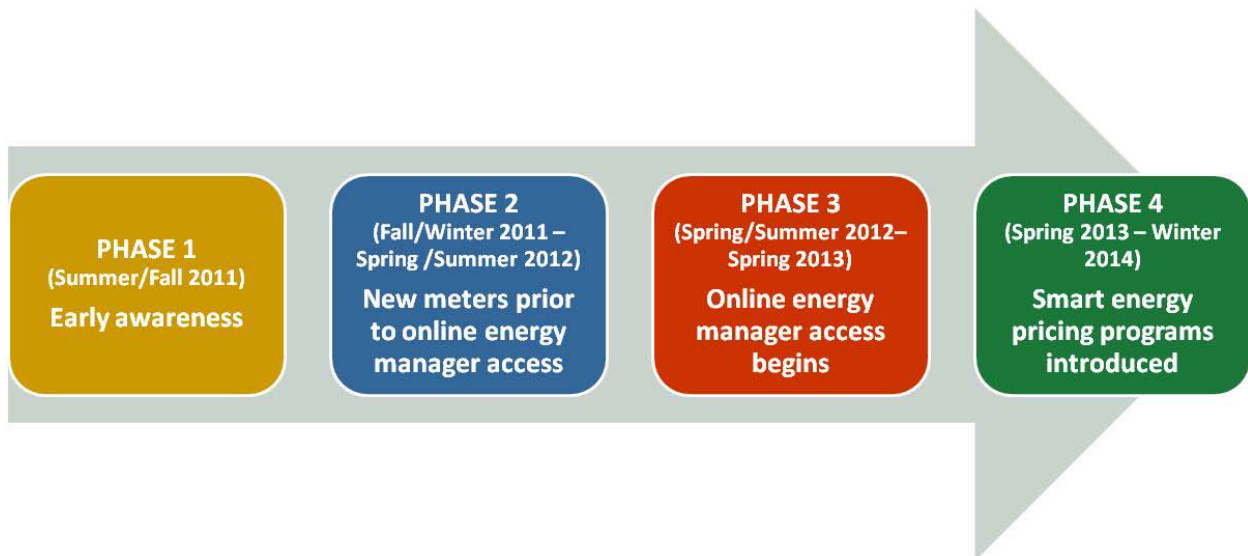 PHASE 1
(Summer/Fall 2011)
Early awareness
PHASE 2
(Fall/Winter 2011 –
Spring /Summer 2012)
New meters prior
to online energy
manager access
PHASE 3
(Spring/Summer 2012–
Spring 2013)
Online energy
manager access
begins
PHASE 4
(Spring 2013 – Winter
2014)
Smart energy
pricing programs
introduced